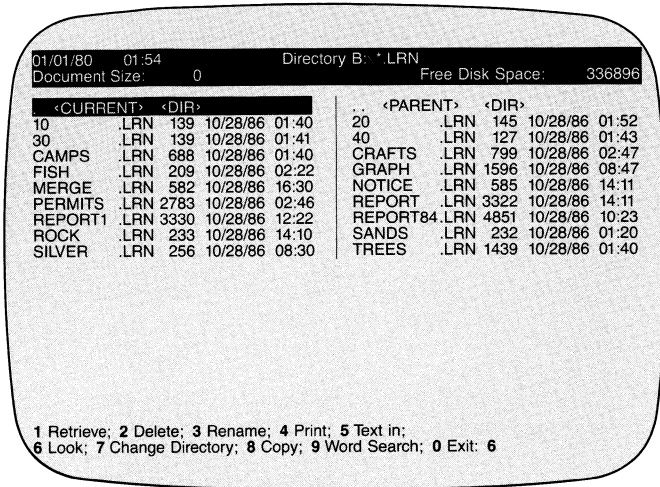 01/01/80 01:54 Directory B: *.LRN
Document Size: 0 Free Disk Space: 336896
. <CURRENT> <DIR> .. <PARENT> <DIR>
10 .LRN 139 10/28/86 01:40 20 .LRN 145 10/28/86 01:52
30 .LRN 139 10/28/86 01:41 40 .LRN 127 10/28/86 01:43
CAMPS .LRN 688 10/28/86 01:40 CRAFTS .LRN 799 10/28/86 02:47
FISH .LRN 209 10/28/86 02:22 GRAPH .LRN 1596 10/28/86 08:47
MERGE .LRN 582 10/28/86 16:30 NOTICE .LRN 585 10/28/86 14:11
PERMITS .LRN 2783 10/28/86 02:46 REPORT .LRN 3322 10/28/86 14:11
REPORT1 .LRN 3330 10/28/86 12:22 REPORT84.LRN 4851 10/28/86 10:23
ROCK .LRN 233 10/28/86 14:10 SANDS .LRN 232 10/28/86 01:20
SILVER .LRN 256 10/28/86 08:30 TREES .LRN 1439 10/28/86 01:40
1 Retrieve; 2 Delete; 3 Rename; 4 Print; 5 Text in;
6 Look; 7 Change Directory; 8 Copy; 9 Word Search; 0 Exit: 6